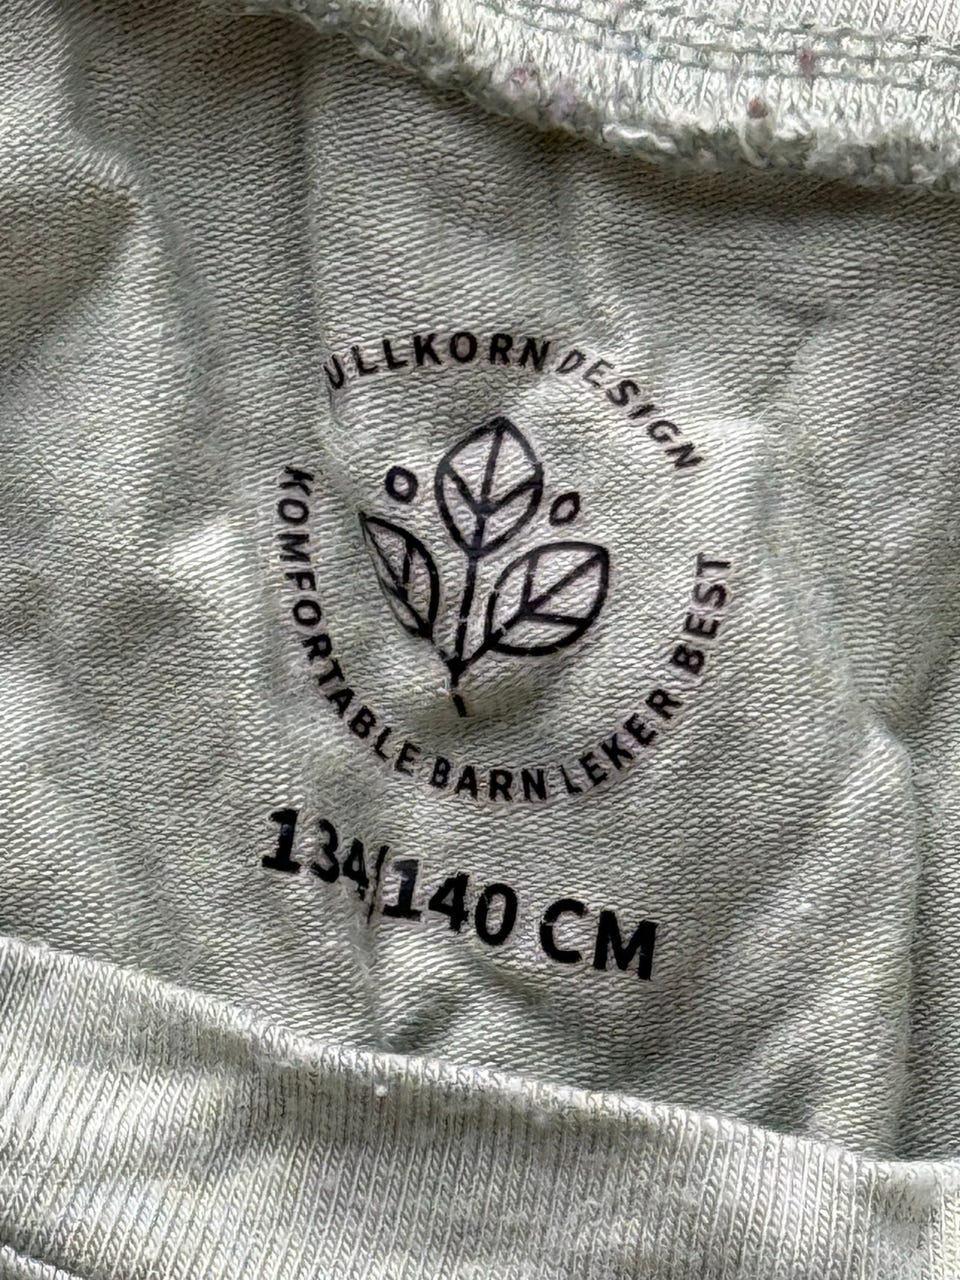 ULLKORN DESIGN
KOMFORTABLE BARN LEKER BEST
134/140 CM